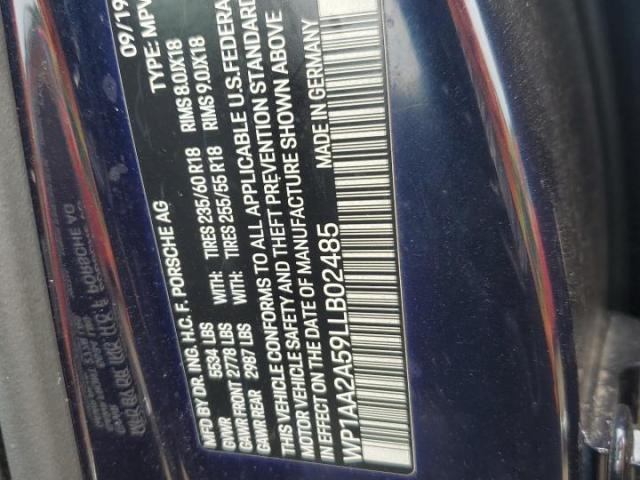 MFD BY DR. ING. H.C. F. PORSCHE AG 09/19
GVWR 5534 LBS TYPE: MPV
GAWR FRONT 2778 LBS WITH: TIRES 235/60 R18 RIMS 8.0JX18
GAWR REAR 2987 LBS WITH: TIRES 255/55 R18 RIMS 9.0JX18
THIS VEHICLE CONFORMS TO ALL APPLICABLE U.S. FEDERA
MOTOR VEHICLE SAFETY AND THEFT PREVENTION STANDARD
IN EFFECT ON THE DATE OF MANUFACTURE SHOWN ABOVE
MADE IN GERMANY
WP1AA2A59LLB02485